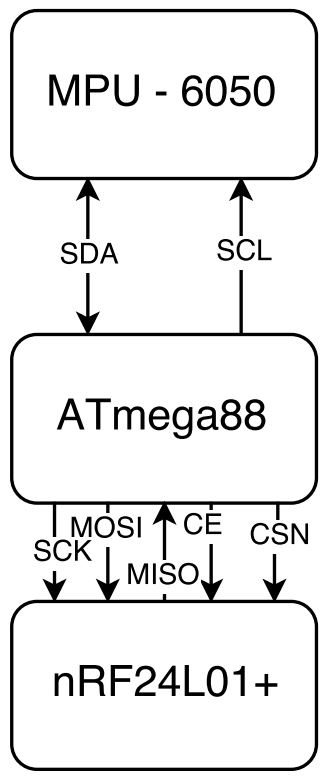 MPU - 6050
SDA
SCL
ATmega88
SCK
MOSI
MISO
CE
CSN
nRF24L01+